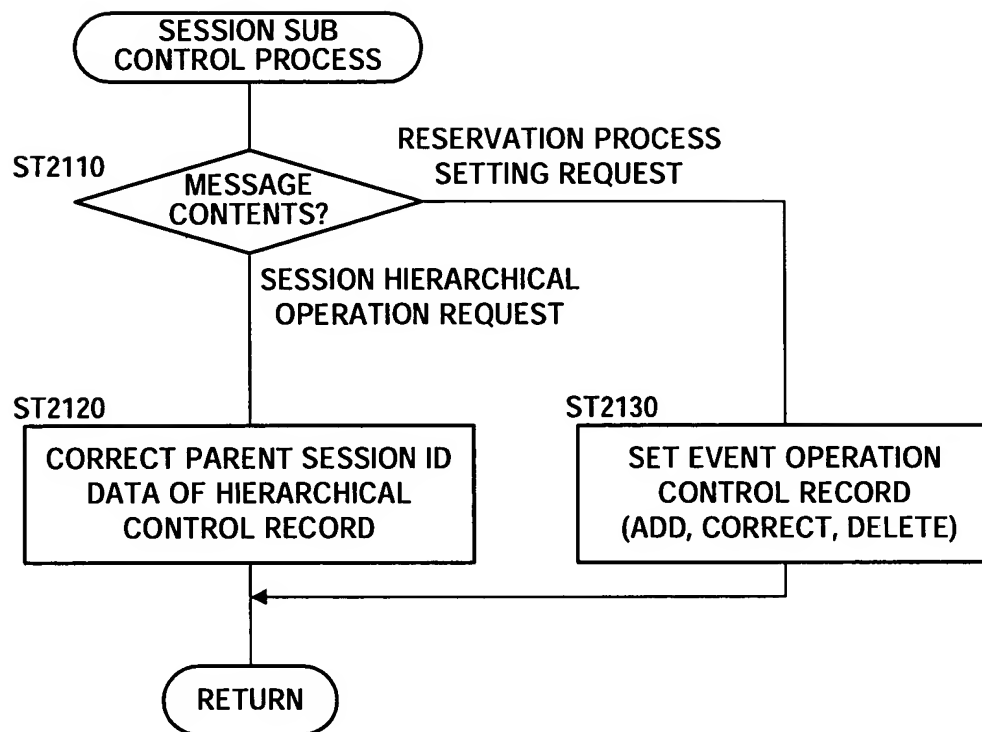 SESSION SUB
CONTROL PROCESS
ST2110
MESSAGE
CONTENTS?
RESERVATION PROCESS
SETTING REQUEST
SESSION HIERARCHICAL
OPERATION REQUEST
ST2120
CORRECT PARENT SESSION ID
DATA OF HIERARCHICAL
CONTROL RECORD
ST2130
SET EVENT OPERATION
CONTROL RECORD
(ADD, CORRECT, DELETE)
RETURN